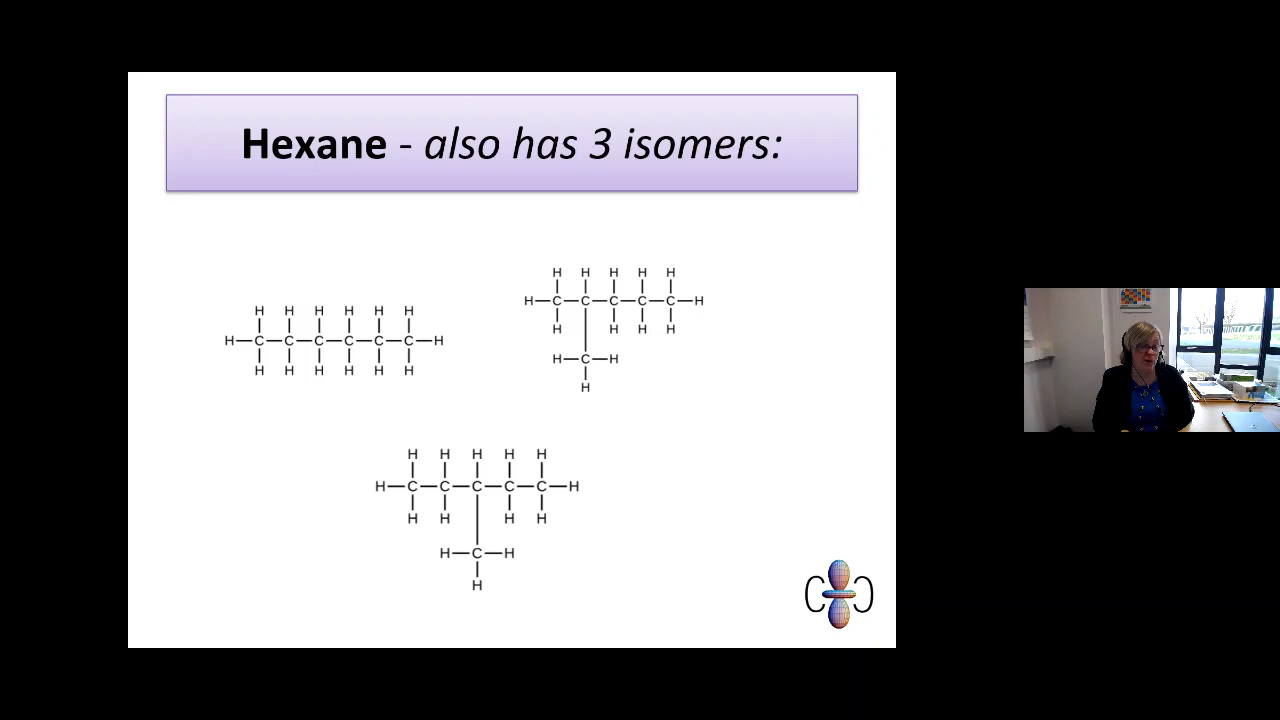 Hexane - also has 3 isomers:
H H H H H H
H—C—C—C—C—C—C—H
H H H H H H
H H H H H
H—C—C—C—C—C—H
H H H H
H—C—H
H
H H H H H
H—C—C—C—C—C—H
H H H H
H—C—H
H